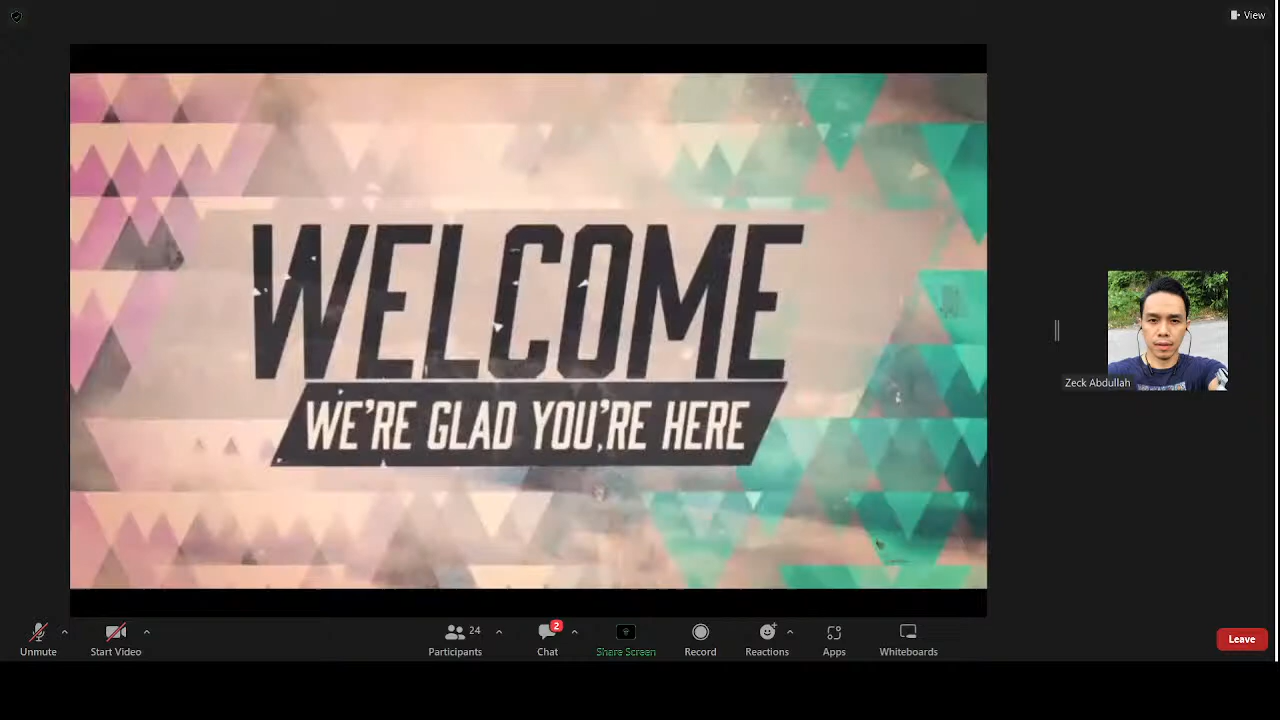 View
WELCOME
WE'RE GLAD YOU'RE HERE
Zeck Abdullah
24
2
Unmute
Start Video
Participants
Chat
Share Screen
Record
Reactions
Apps
Whiteboards
Leave